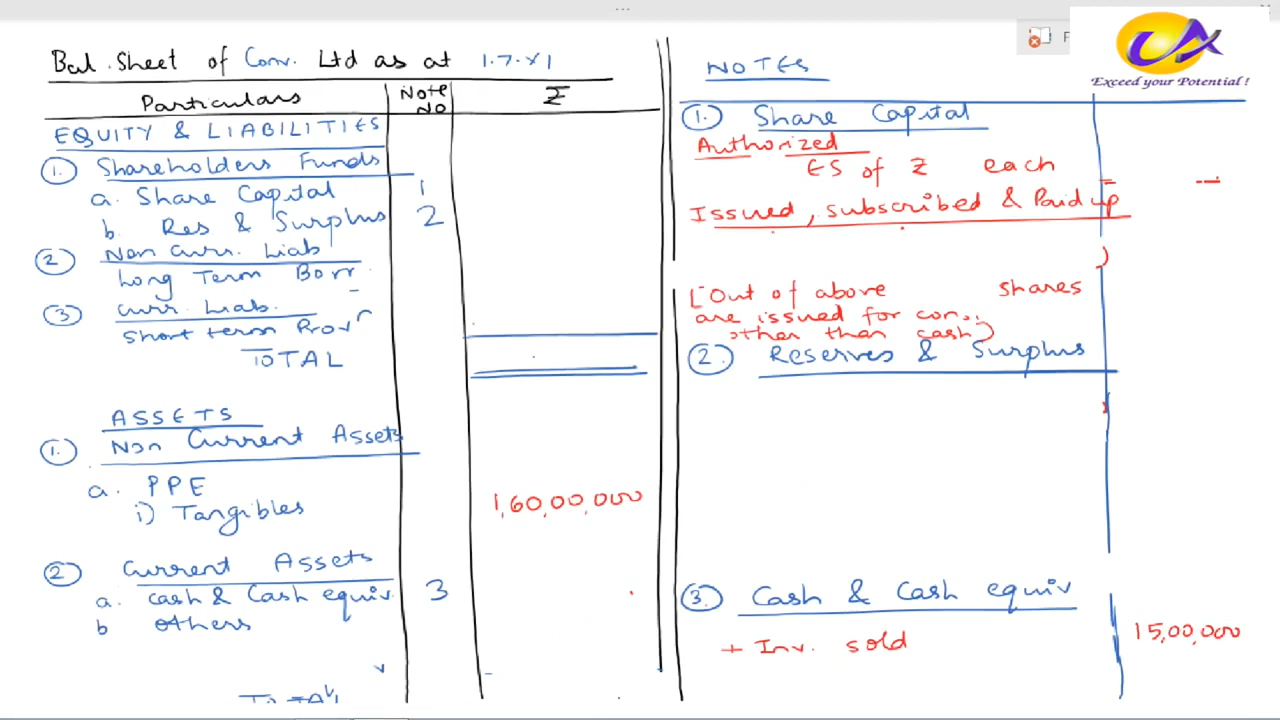 Bal. Sheet of Conv. Ltd as at 1.7.X1
Particulars Note No ₹
EQUITY & LIABILITIES
1. Shareholders Funds
a. Share Capital 1
b. Res & Surplus 2
2 Non Curr. Liab
Long Term Borr
3 Curr. Liab.
Short term Prov
TOTAL
ASSETS
1. Non Current Assets
a. PPE
i) Tangibles 1,60,00,000
2 Current Assets
a. Cash & Cash equiv. 3
b Others
TOTAL
NOTES
1. Share Capital
Authorized
ES of ₹ each
Issued, subscribed & Paid up
[Out of above shares
are issued for cons.
other than cash)
2. Reserves & Surplus
3. Cash & Cash equiv
+ Inv. sold 15,00,000
Exceed your Potential !
F